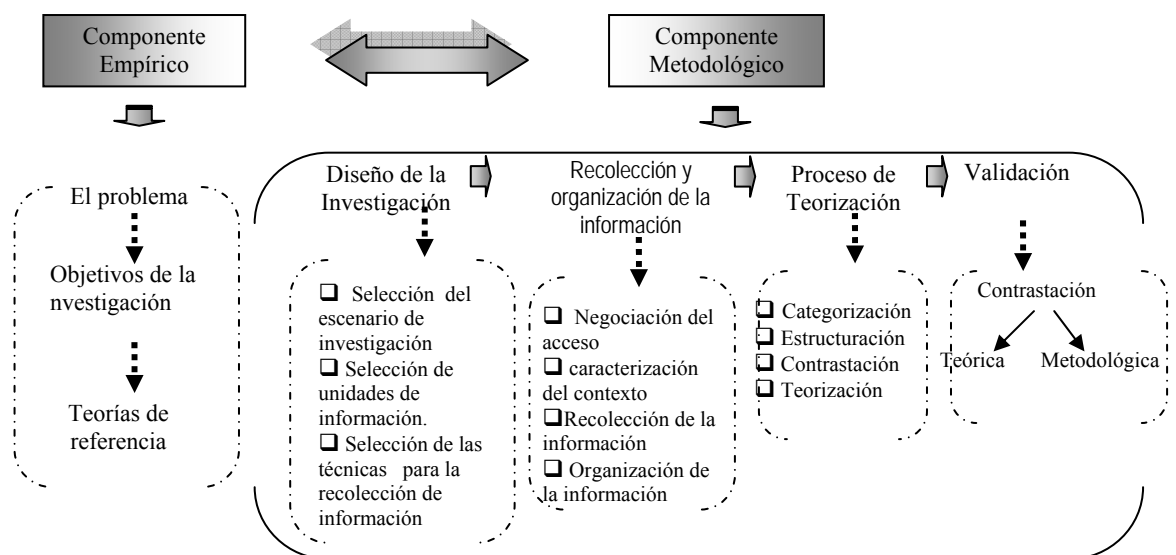 Componente
Empírico
Componente
Metodológico
El problema
Objetivos de la
nvestigación
Teorías de
referencia
Diseño de la
Investigación
❑ Selección del
escenario de
investigación
❑ Selección de
unidades de
información.
❑ Selección de las
técnicas para la
recolección de
información
Recolección y
organización de la
información
❑ Negociación del
acceso
❑ caracterización
del contexto
❑Recolección de la
información
❑ Organización de
la información
Proceso de
Teorización
❑ Categorización
❑ Estructuración
❑ Contrastación
❑ Teorización
Validación
Contrastación
Teórica
Metodológica